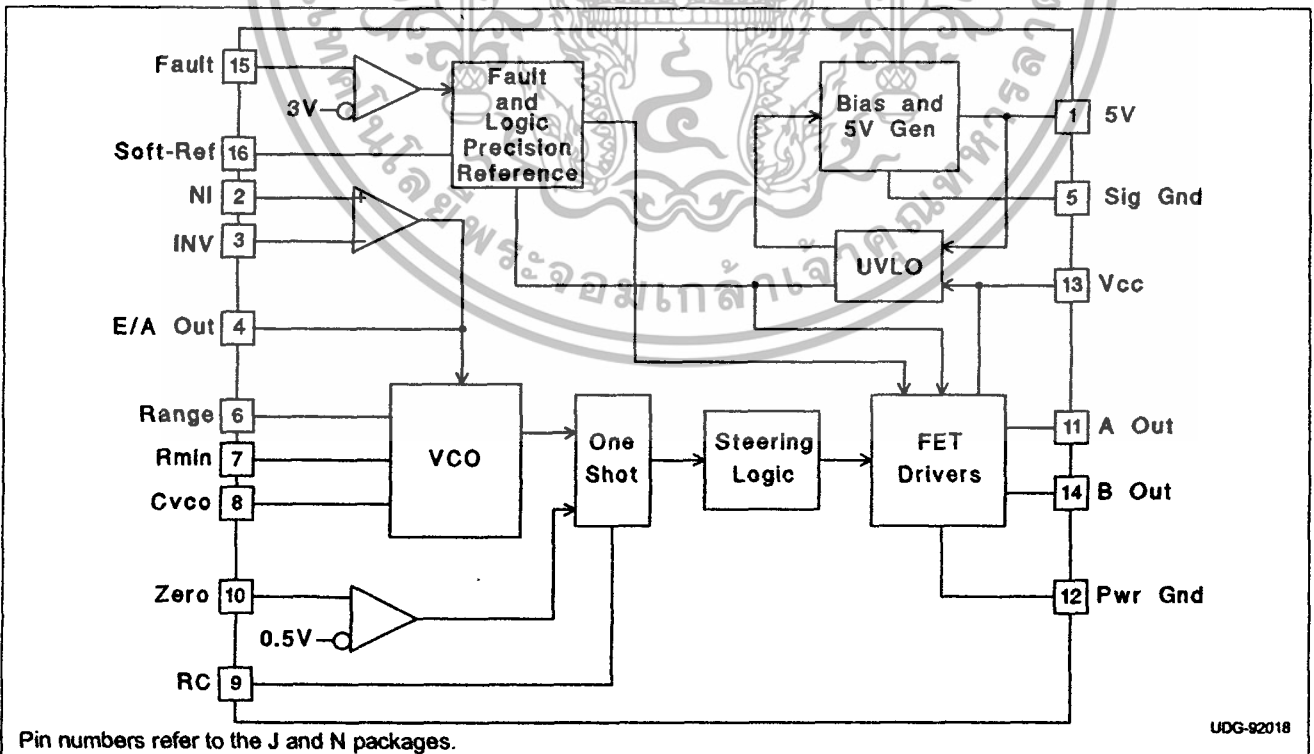 Fault 15
3V
Fault
and
Logic
Precision
Reference
Soft-Ref 16
NI 2
INV 3
E/A Out 4
Range 6
Rmin 7
Cvco 8
Zero 10
0.5V
RC 9
VCO
One
Shot
Steering
Logic
FET
Drivers
Bias and
5V Gen
UVLO
1 5V
5 Sig Gnd
13 Vcc
11 A Out
14 B Out
12 Pwr Gnd
Pin numbers refer to the J and N packages.
UDG-92018